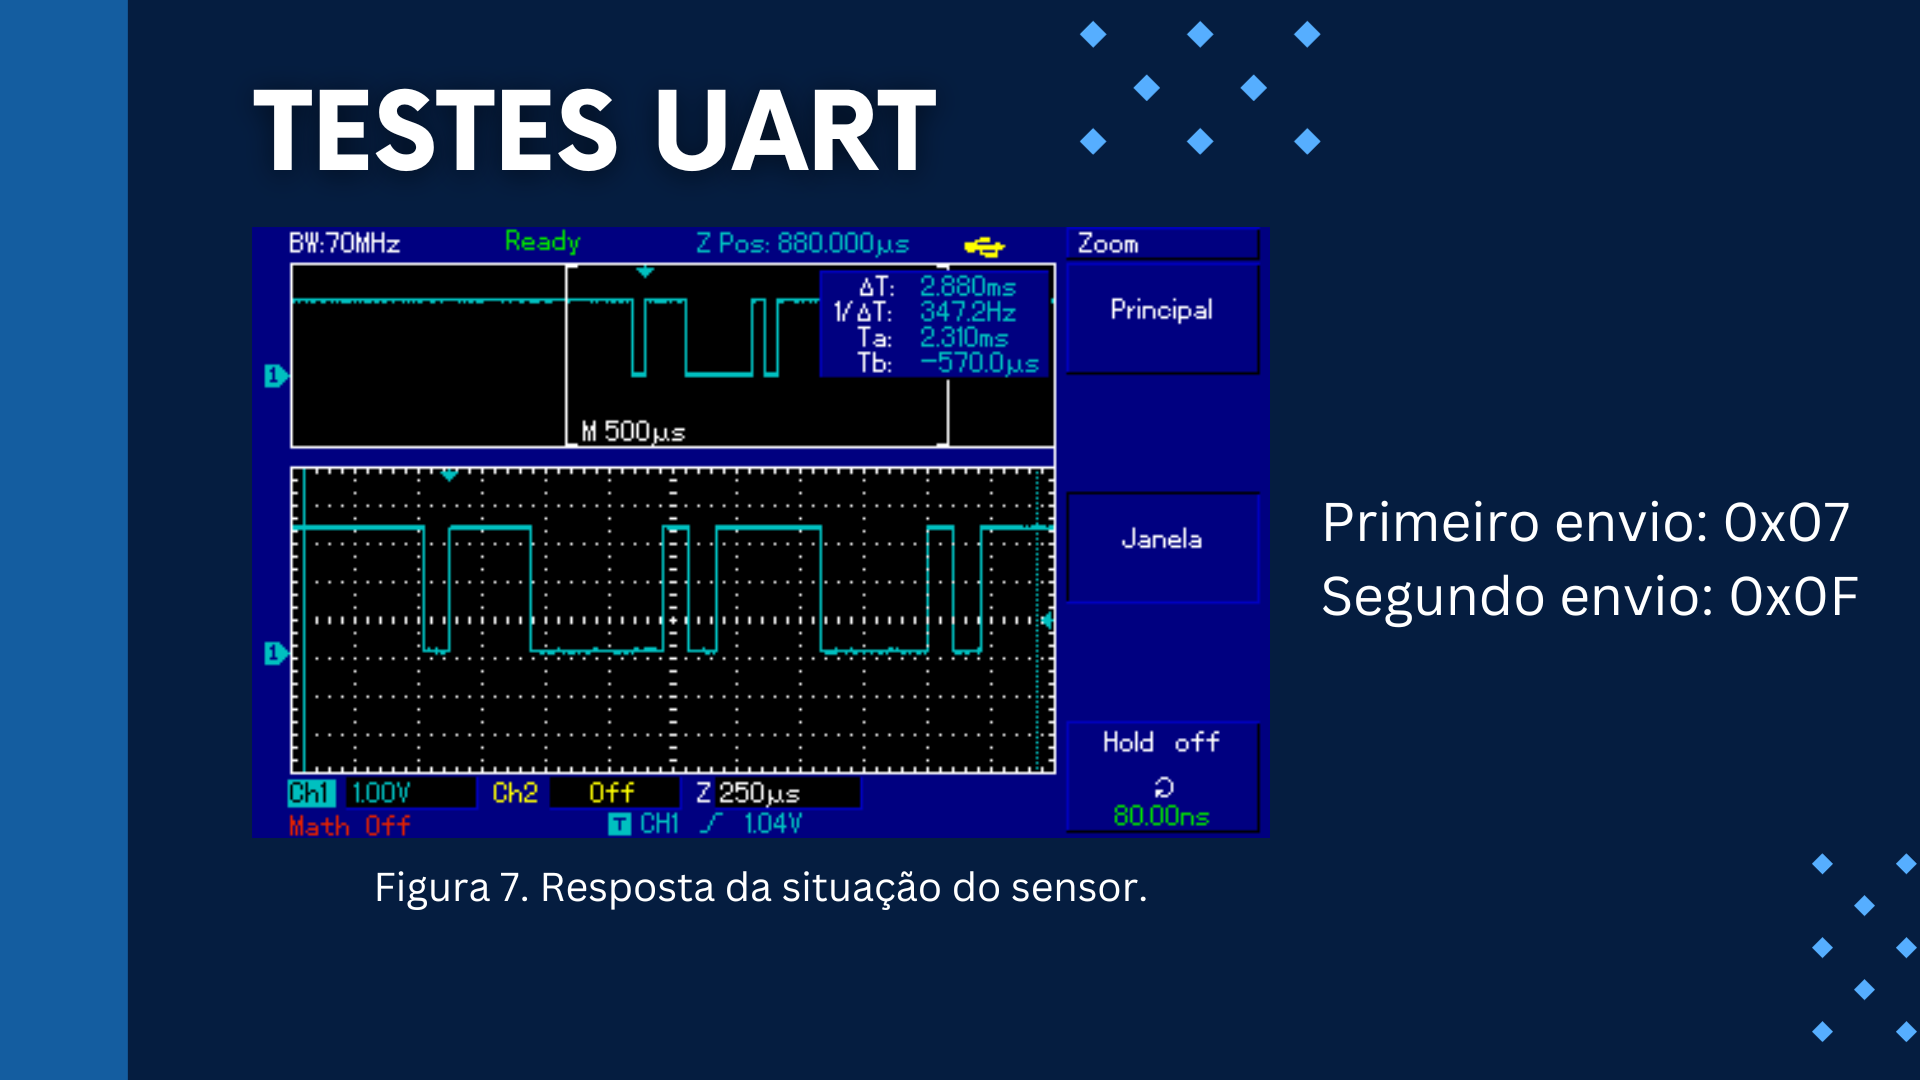 TESTES UART
BW:70MHz Ready Z Pos: 880.000µs Zoom
ΔT: 2.880ms
1/ΔT: 347.2Hz
Ta: 2.310ms
Tb: -570.0µs
Principal
1
M 500µs
Janela
1
Hold off
80.00ns
Ch1 1.00V Ch2 Off Z 250µs
Math Off T CH1 1.04V
Primeiro envio: 0x07
Segundo envio: 0x0F
Figura 7. Resposta da situação do sensor.